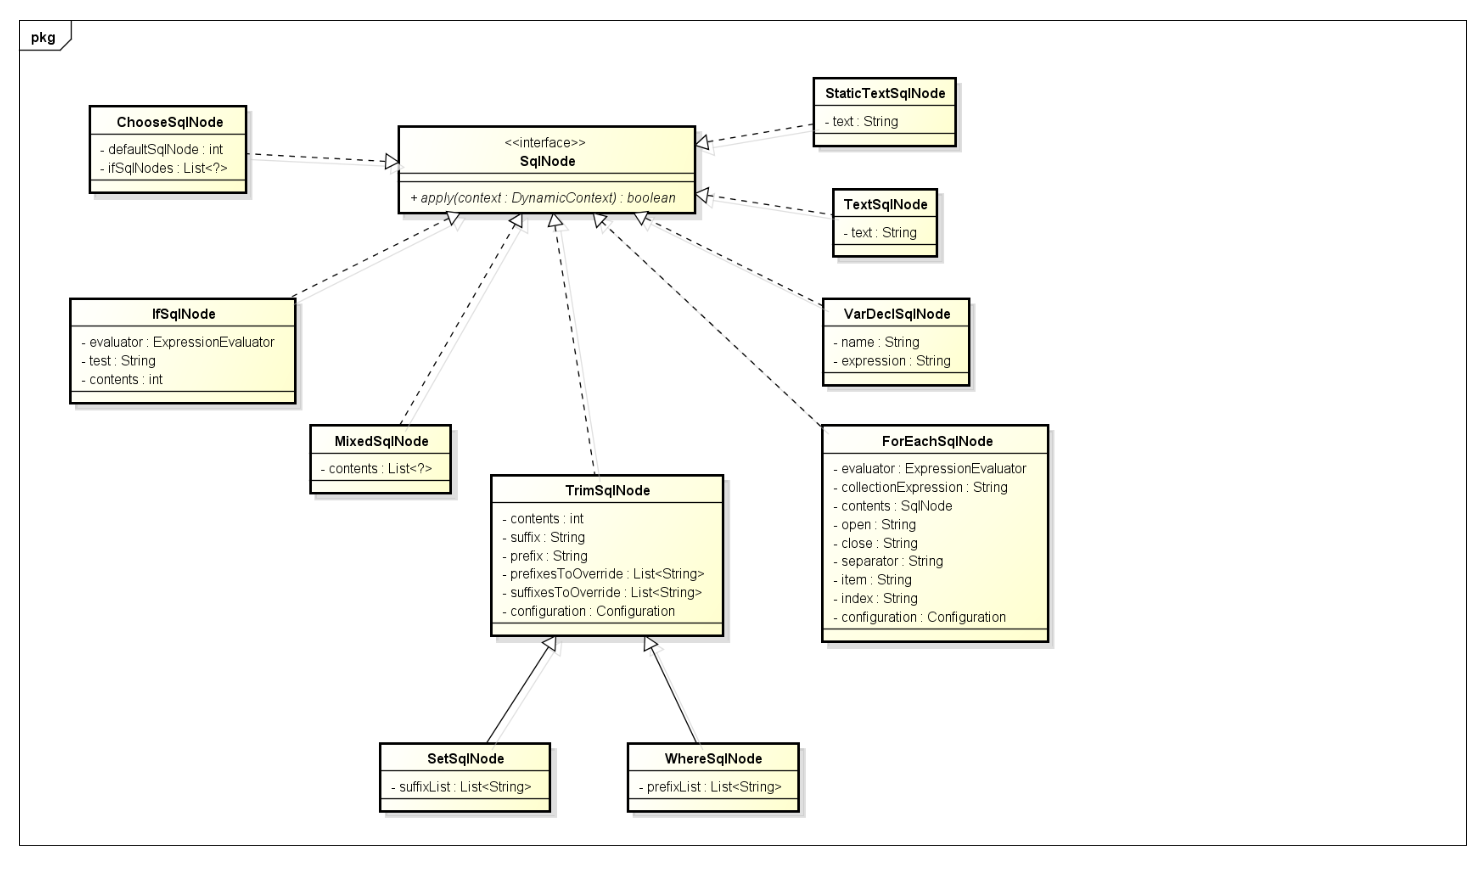 pkg
ChooseSqlNode
- defaultSqlNode : int
- ifSqlNodes : List<?>
<<interface>>
SqlNode
+ apply(context : DynamicContext) : boolean
StaticTextSqlNode
- text : String
TextSqlNode
- text : String
IfSqlNode
- evaluator : ExpressionEvaluator
- test : String
- contents : int
VarDeclSqlNode
- name : String
- expression : String
MixedSqlNode
- contents : List<?>
TrimSqlNode
- contents : int
- suffix : String
- prefix : String
- prefixesToOverride : List<String>
- suffixesToOverride : List<String>
- configuration : Configuration
ForEachSqlNode
- evaluator : ExpressionEvaluator
- collectionExpression : String
- contents : SqlNode
- open : String
- close : String
- separator : String
- item : String
- index : String
- configuration : Configuration
SetSqlNode
- suffixList : List<String>
WhereSqlNode
- prefixList : List<String>